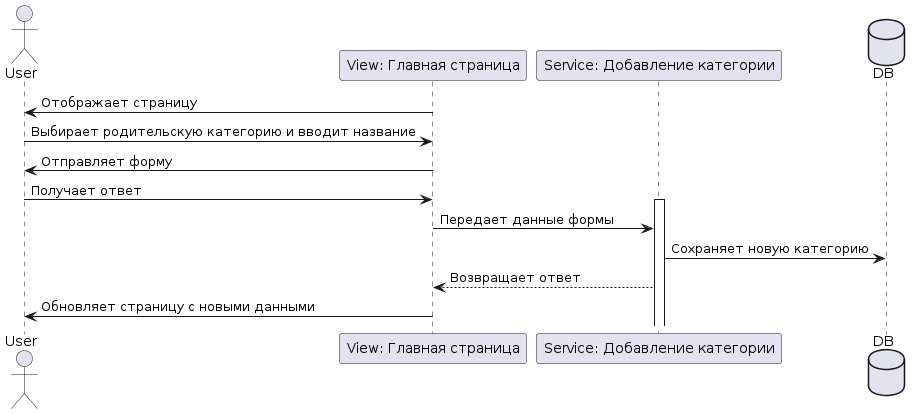 User
View: Главная страница
Service: Добавление категории
DB
Отображает страницу
Выбирает родительскую категорию и вводит название
Отправляет форму
Получает ответ
Передает данные формы
Сохраняет новую категорию
Возвращает ответ
Обновляет страницу с новыми данными
User
View: Главная страница
Service: Добавление категории
DB